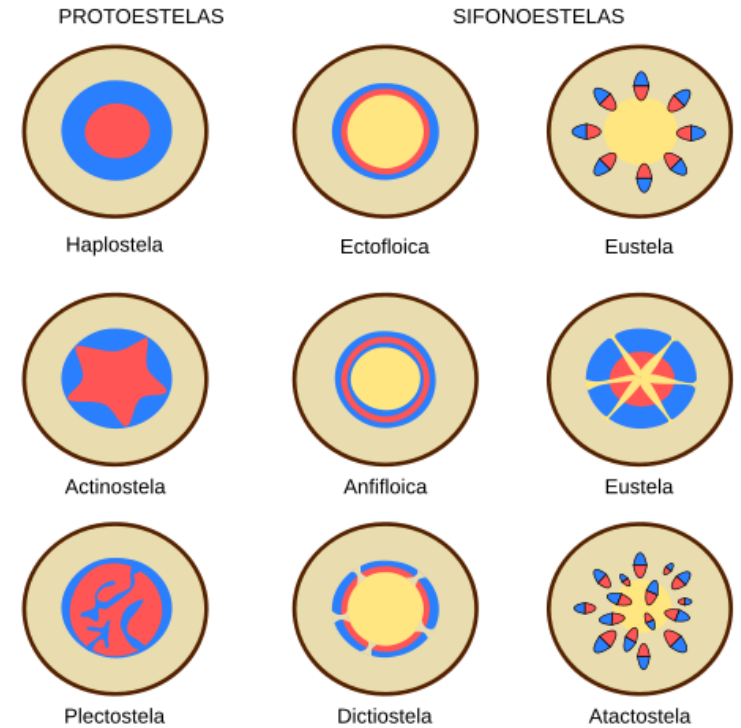 PROTOESTELAS
SIFONOESTELAS
Haplostela
Ectofloica
Eustela
Actinostela
Anfifloica
Eustela
Plectostela
Dictiostela
Atactostela